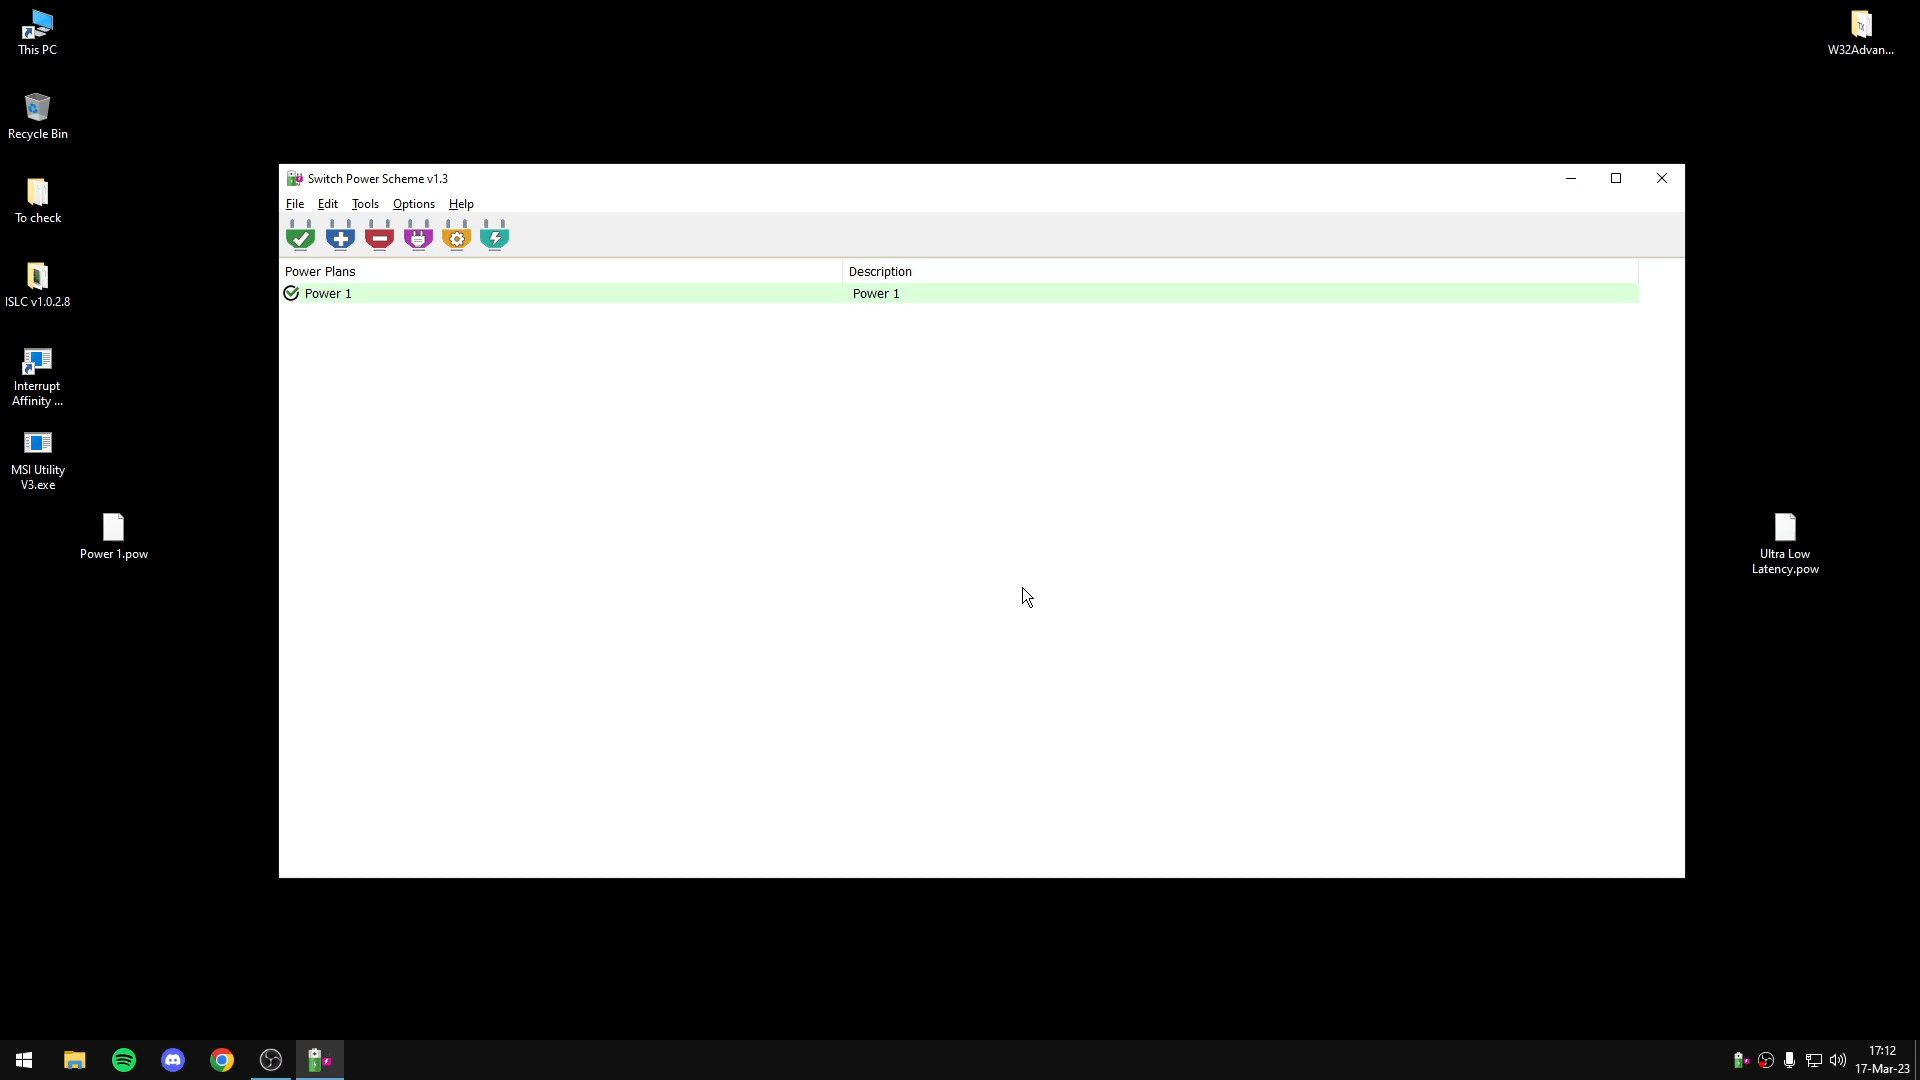 This PC
Recycle Bin
To check
ISLC v1.0.2.8
Interrupt
Affinity ...
MSI Utility
V3.exe
Power 1.pow
Switch Power Scheme v1.3
File Edit Tools Options Help
Power Plans Description
Power 1 Power 1
W32Advan...
Ultra Low
Latency.pow
17:12
17-Mar-23